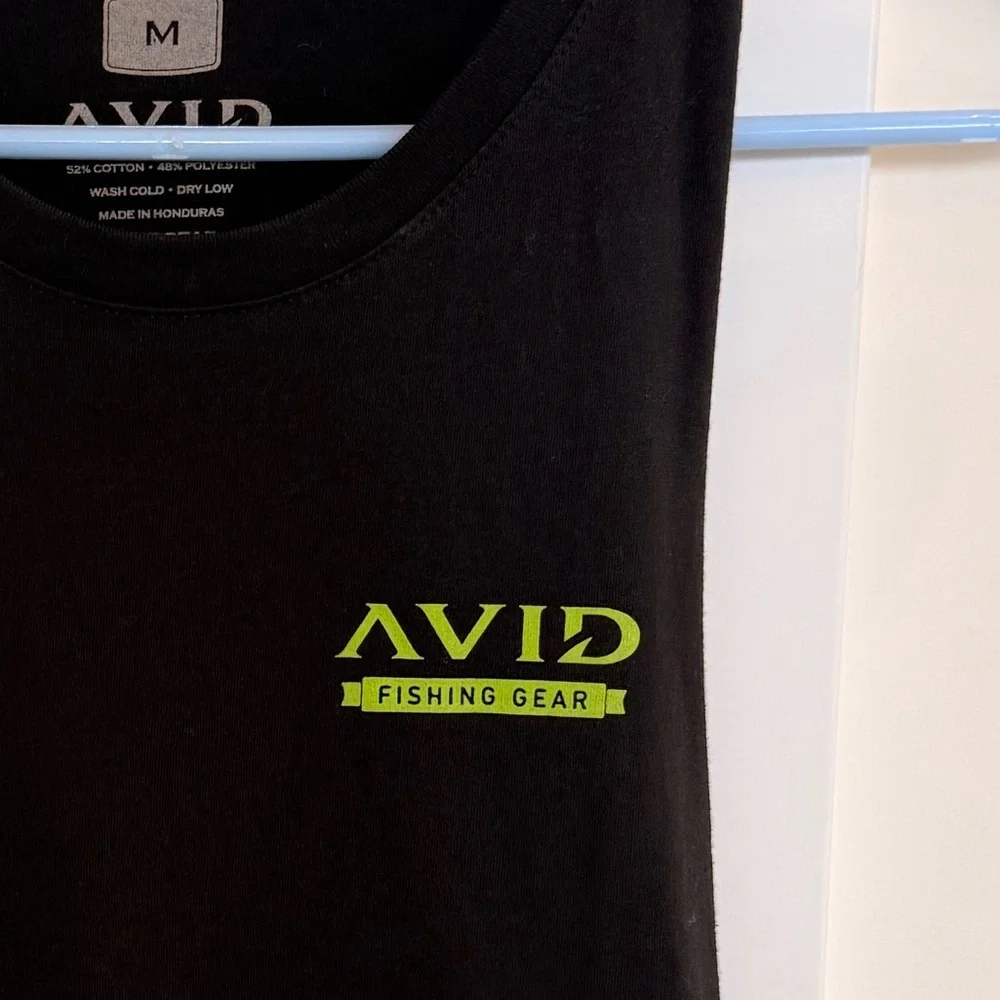 M
AVID
52% COTTON • 48% POLYESTER
WASH COLD • DRY LOW
MADE IN HONDURAS
AVID
FISHING GEAR